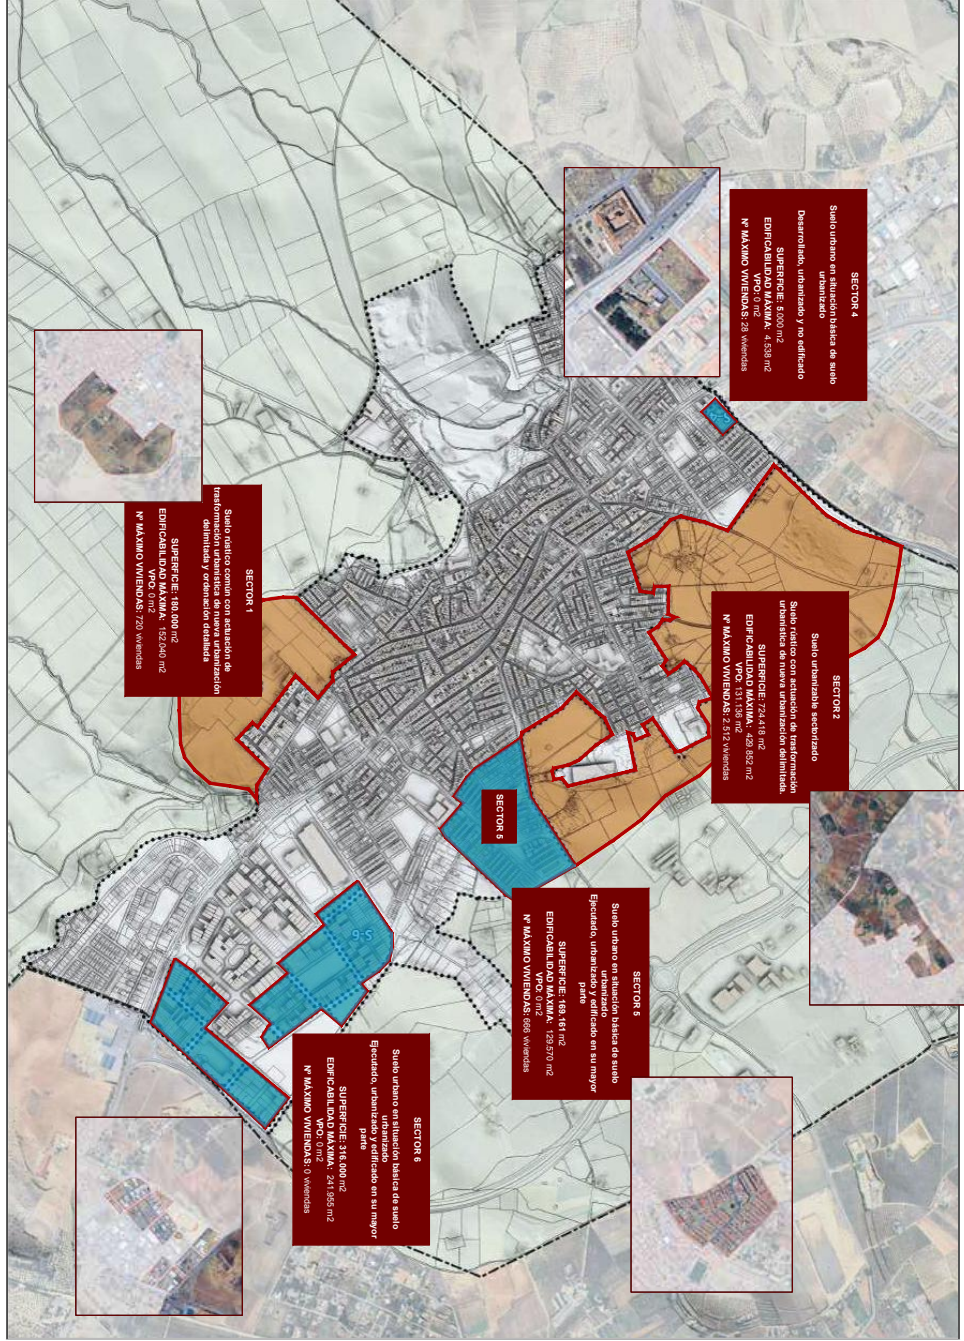 SECTOR 4
Suelo urbano en situación básica de suelo
urbanizado
Desarrollado, urbanizado y no edificado
SUPERFICIE: 5.000 m2
EDIFICABILIDAD MÁXIMA: 4.538 m2
VPO: 0 m2
Nº MÁXIMO VIVIENDAS: 28 viviendas
SECTOR 2
Suelo urbanizable sectorizado
Suelo rústico con actuación de trasformación
urbanística de nueva urbanización delimitada.
SUPERFICIE: 724.418 m2
EDIFICABILIDAD MÁXIMA: 429.852 m2
VPO: 131.136 m2
Nº MÁXIMO VIVIENDAS: 2.512 viviendas
SECTOR 5
SECTOR 5
Suelo urbano en situación básica de suelo
urbanizado
Ejecutado, urbanizado y edificado en su mayor
parte
SUPERFICIE: 169.161 m2
EDIFICABILIDAD MÁXIMA: 129.570 m2
VPO: 0 m2
Nº MÁXIMO VIVIENDAS: 666 viviendas
SECTOR 1
Suelo rústico común con actuación de
trasformación urbanística de nueva urbanización
delimitada y ordenación detallada
SUPERFICIE: 180.000 m2
EDIFICABILIDAD MÁXIMA: 152.040 m2
VPO: 0 m2
Nº MÁXIMO VIVIENDAS: 720 viviendas
S-6
SECTOR 6
Suelo urbano en situación básica de suelo
urbanizado
Ejecutado, urbanizado y edificado en su mayor
parte
SUPERFICIE: 316.000 m2
EDIFICABILIDAD MÁXIMA: 241.955 m2
VPO: 0 m2
Nº MÁXIMO VIVIENDAS: 0 viviendas